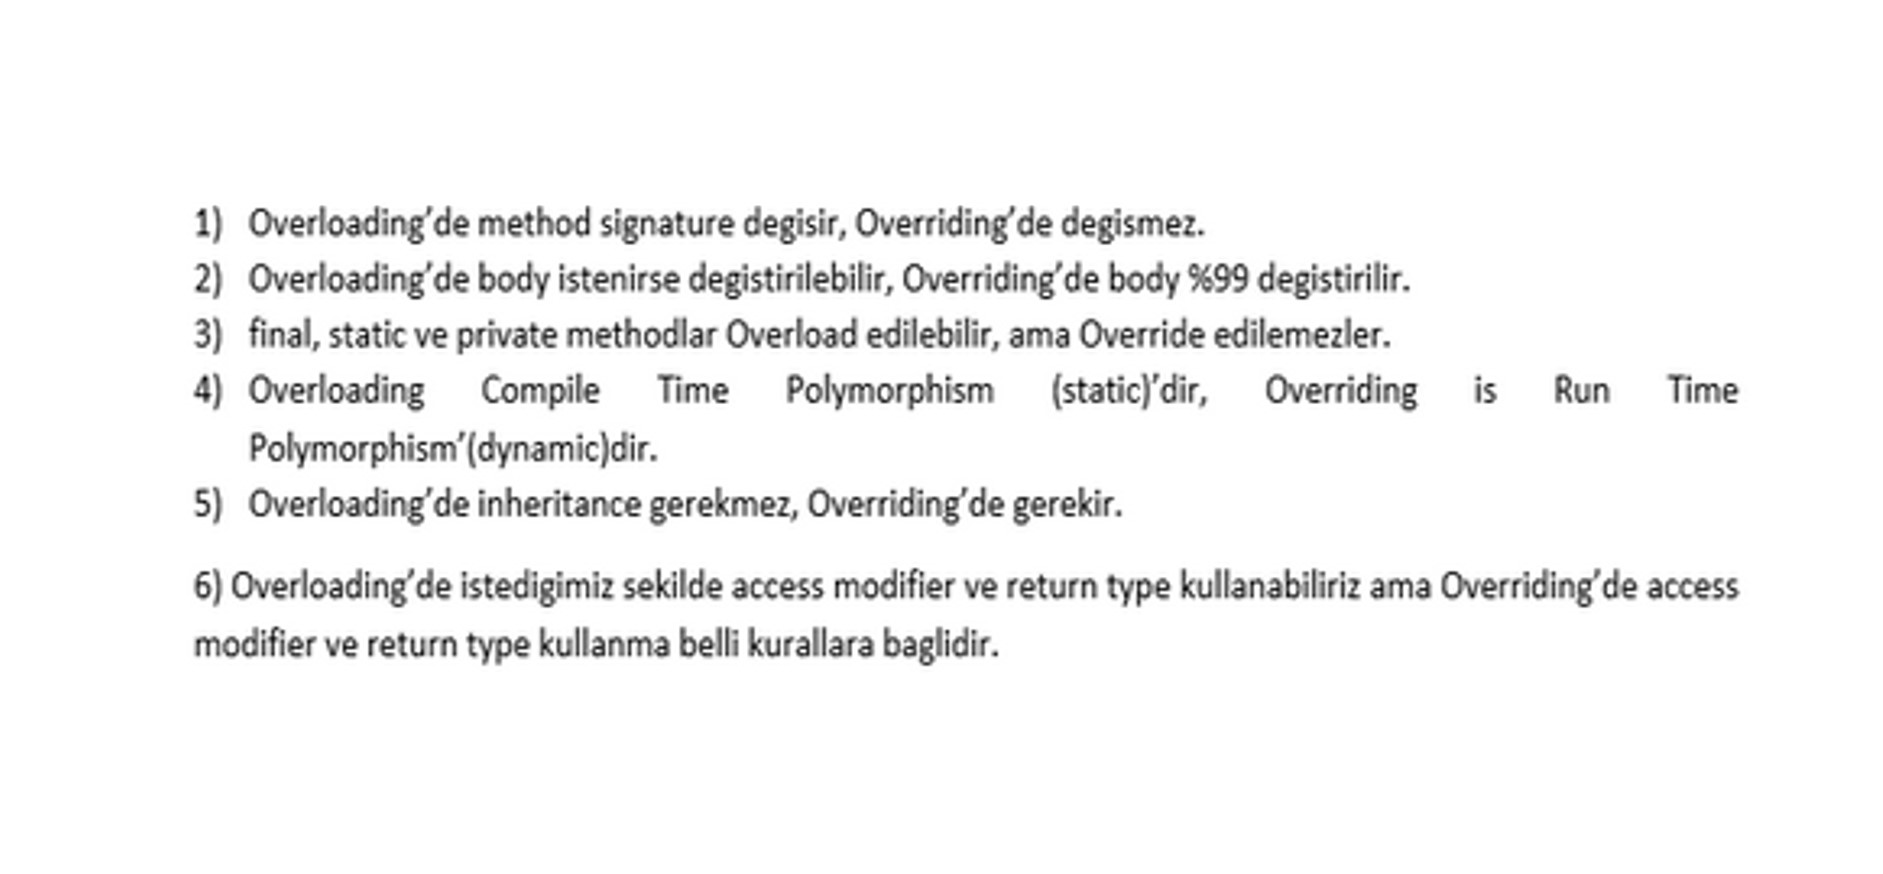 1) Overloading’de method signature degisir, Overriding’de degismez.
2) Overloading’de body istenirse degistirilebilir, Overriding’de body %99 degistirilir.
3) final, static ve private methodlar Overload edilebilir, ama Override edilemezler.
4) Overloading Compile Time Polymorphism (static)’dir, Overriding is Run Time
Polymorphism’(dynamic)dir.
5) Overloading’de inheritance gerekmez, Overriding’de gerekir.
6) Overloading’de istedigimiz sekilde access modifier ve return type kullanabiliriz ama Overriding’de access
modifier ve return type kullanma belli kurallara baglidir.